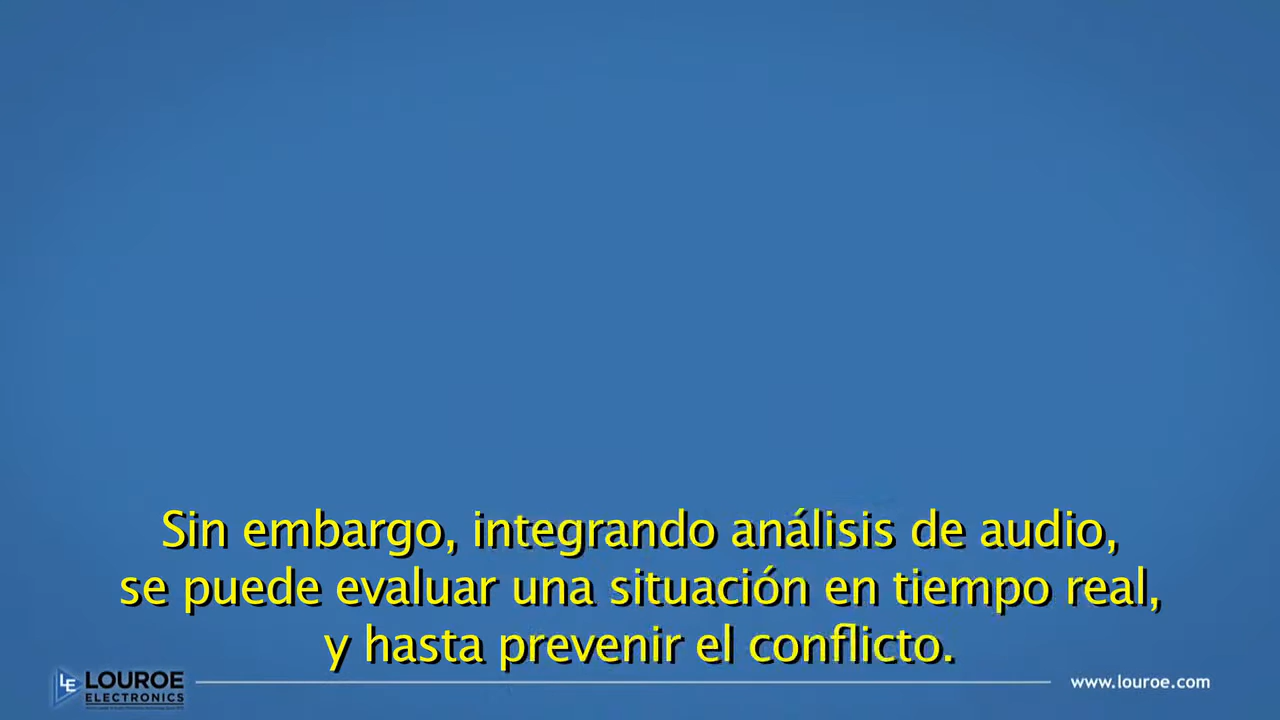 Sin embargo, integrando análisis de audio,
se puede evaluar una situación en tiempo real,
y hasta prevenir el conflicto.
LE LOUROE
ELECTRONICS
www.louroe.com